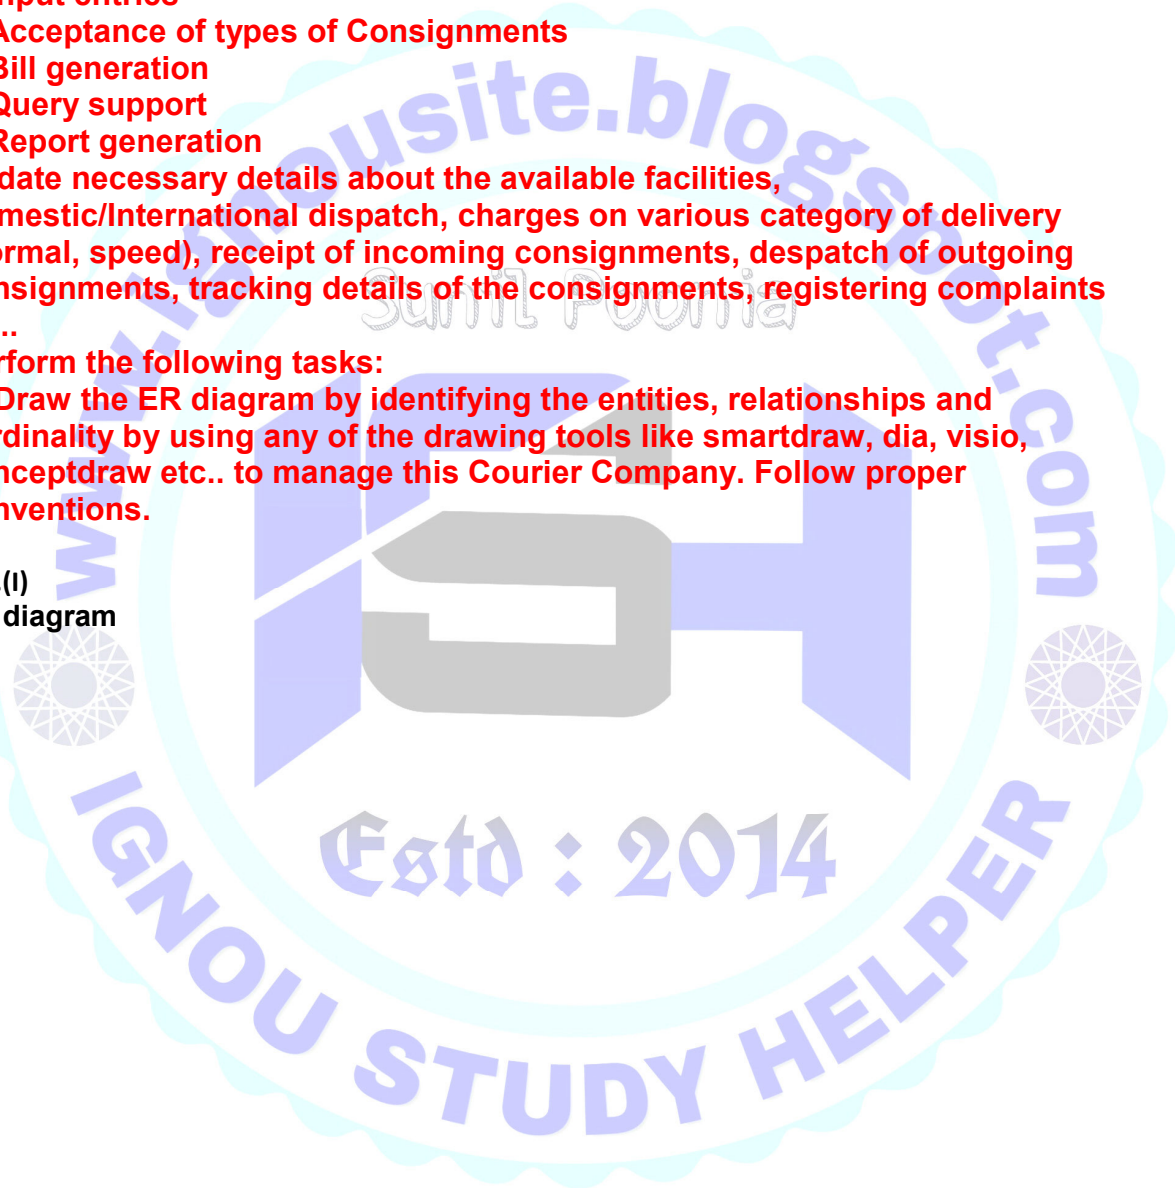 nput entries
Acceptance of types of Consignments
Bill generation
Query support
Report generation
date necessary details about the available facilities,
mestic/International dispatch, charges on various category of delivery
ormal, speed), receipt of incoming consignments, despatch of outgoing
nsignments, tracking details of the consignments, registering complaints
..
rform the following tasks:
Draw the ER diagram by identifying the entities, relationships and
rdinality by using any of the drawing tools like smartdraw, dia, visio,
nceptdraw etc.. to manage this Courier Company. Follow proper
nventions.
.(I)
diagram
www.ignousite.blogspot.com
Sunil Poonia
Estd : 2014
IGNOU STUDY HELPER